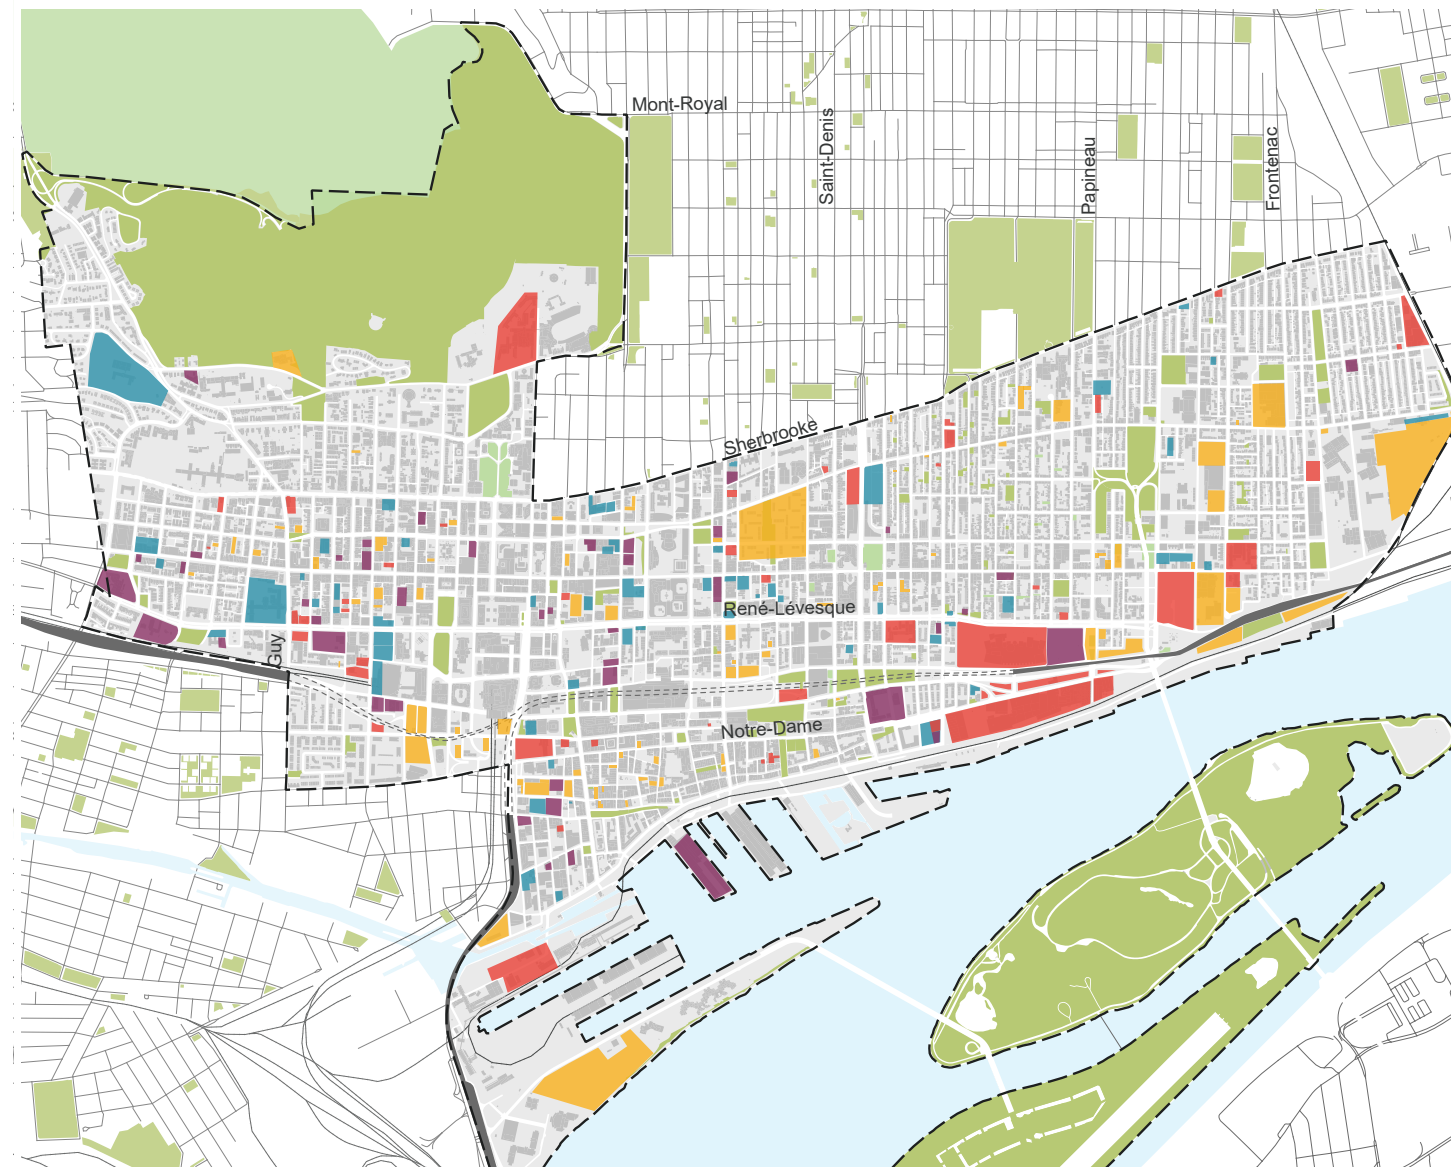 Mont-Royal
Saint-Denis
Papineau
Frontenac
Sherbrooke
René-Lévesque
Guy
Notre-Dame